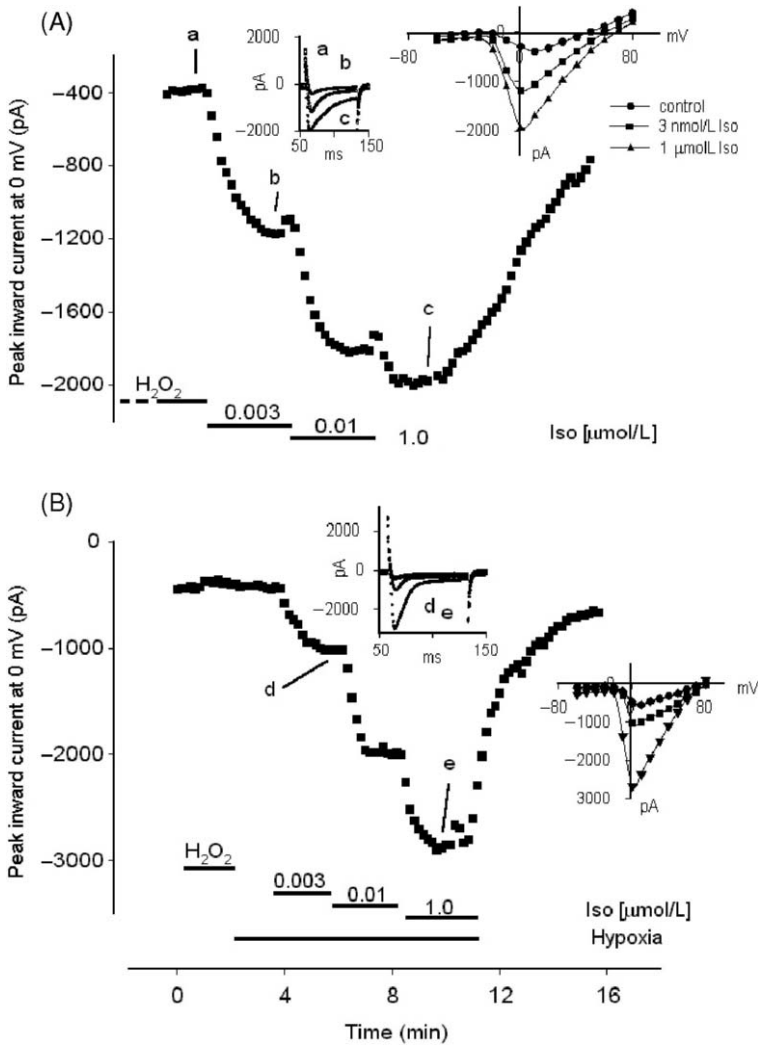 (A)
Peak inward current at 0 mV (pA)
−400
−800
−1200
−1600
−2000
a
b
c
2000
0
−2000
pA
a
b
c
50
150
ms
−80
0
0
80
mV
−1000
−2000
pA
control
3 nmol/L Iso
1 µmol/L Iso
H2O2
0.003
0.01
1.0
Iso [µmol/L]
(B)
Peak inward current at 0 mV (pA)
0
−1000
−2000
−3000
d
e
2000
0
−2000
pA
d
e
50
150
ms
−80
0
80
mV
−1000
−2000
3000
pA
H2O2
0.003
0.01
1.0
Iso [µmol/L]
Hypoxia
0
4
8
12
16
Time (min)